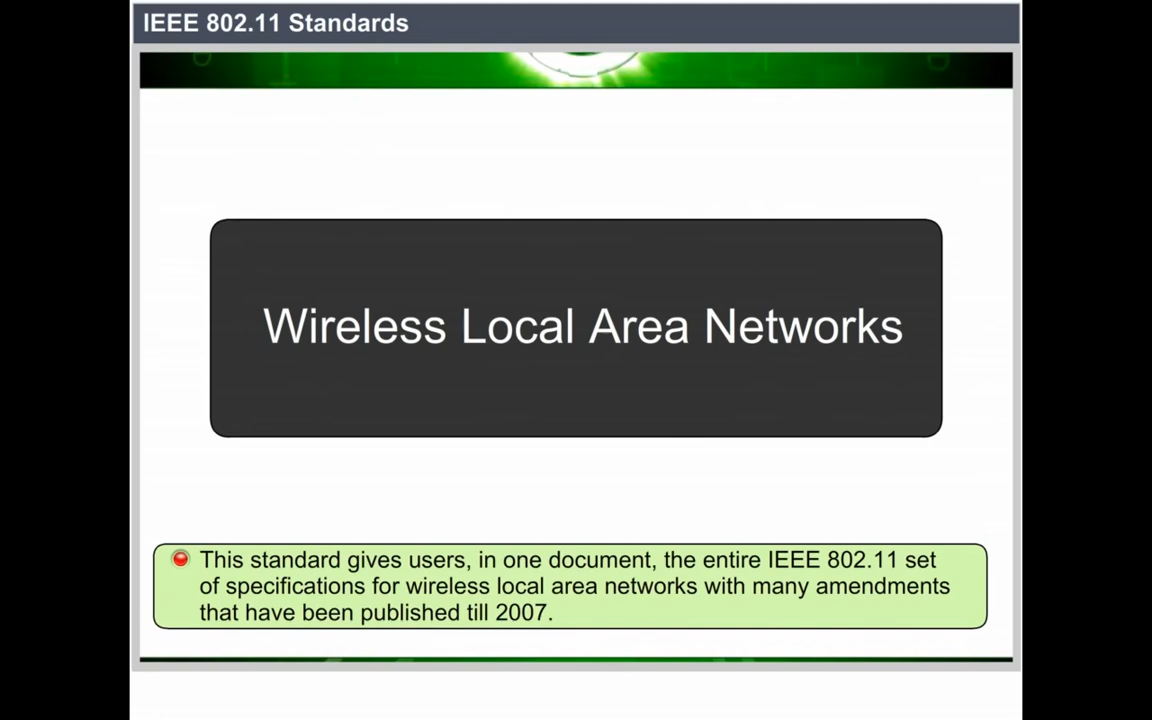 IEEE 802.11 Standards
Wireless Local Area Networks
This standard gives users, in one document, the entire IEEE 802.11 set
of specifications for wireless local area networks with many amendments
that have been published till 2007.